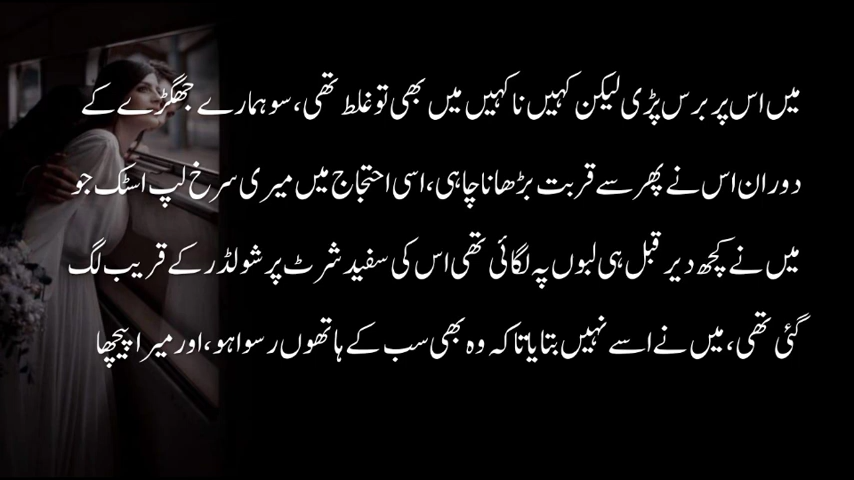 میں اس پر برس پڑی لیکن کہیں نا کہیں میں بھی تو غلط تھی، سو ہمارے جھگڑے کے
دوران اس نے پھر سے قربت بڑھانا چاہی، اسی احتجاج میں میری سرخ لپ اسٹک جو
میں نے کچھ دیر قبل ہی لبوں پہ لگائی تھی اس کی سفید شرٹ پر شولڈر کے قریب لگ
گئی تھی، میں نے اسے نہیں بتایا تاکہ وہ بھی سب کے ہاتھوں رسوا ہو، اور میرا پیچھا